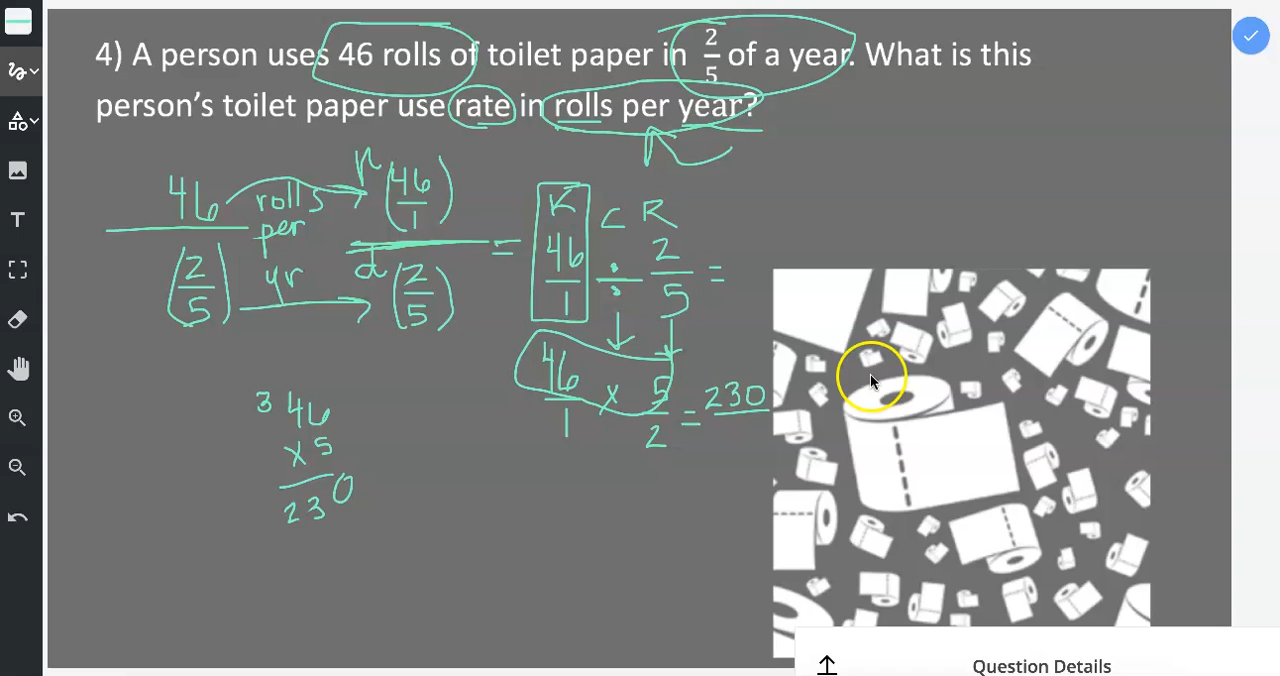 4) A person uses 46 rolls of toilet paper in 2/5 of a year. What is this
person's toilet paper use rate in rolls per year?
46 / (2/5) rolls per yr
n (46/1) / d (2/5) =
K C R
46/1 ÷ 2/5 =
46/1 x 5/2 = 230
3 46
x 5
230
T
Question Details